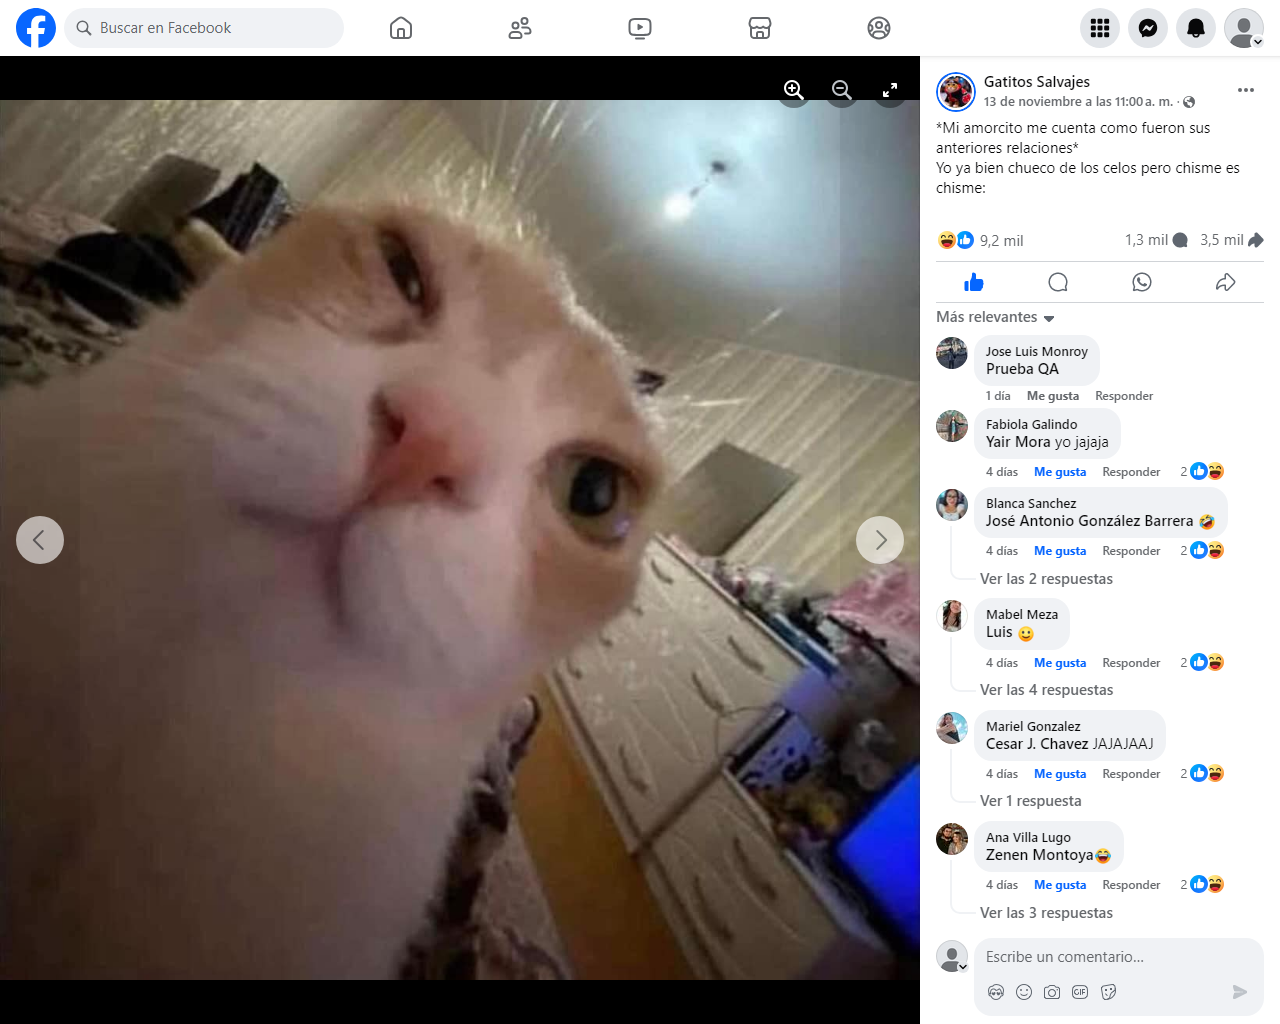 Buscar en Facebook
Gatitos Salvajes
13 de noviembre a las 11:00 a. m. ·
*Mi amorcito me cuenta como fueron sus
anteriores relaciones*
Yo ya bien chueco de los celos pero chisme es
chisme:
9,2 mil
1,3 mil
3,5 mil
Más relevantes
Jose Luis Monroy
Prueba QA
1 día Me gusta Responder
Fabiola Galindo
Yair Mora yo jajaja
4 días Me gusta Responder 2
Blanca Sanchez
José Antonio González Barrera 🤣
4 días Me gusta Responder 2
Ver las 2 respuestas
Mabel Meza
Luis 🙂
4 días Me gusta Responder 2
Ver las 4 respuestas
Mariel Gonzalez
Cesar J. Chavez JAJAJAAJ
4 días Me gusta Responder 2
Ver 1 respuesta
Ana Villa Lugo
Zenen Montoya😂
4 días Me gusta Responder 2
Ver las 3 respuestas
Escribe un comentario...
GIF